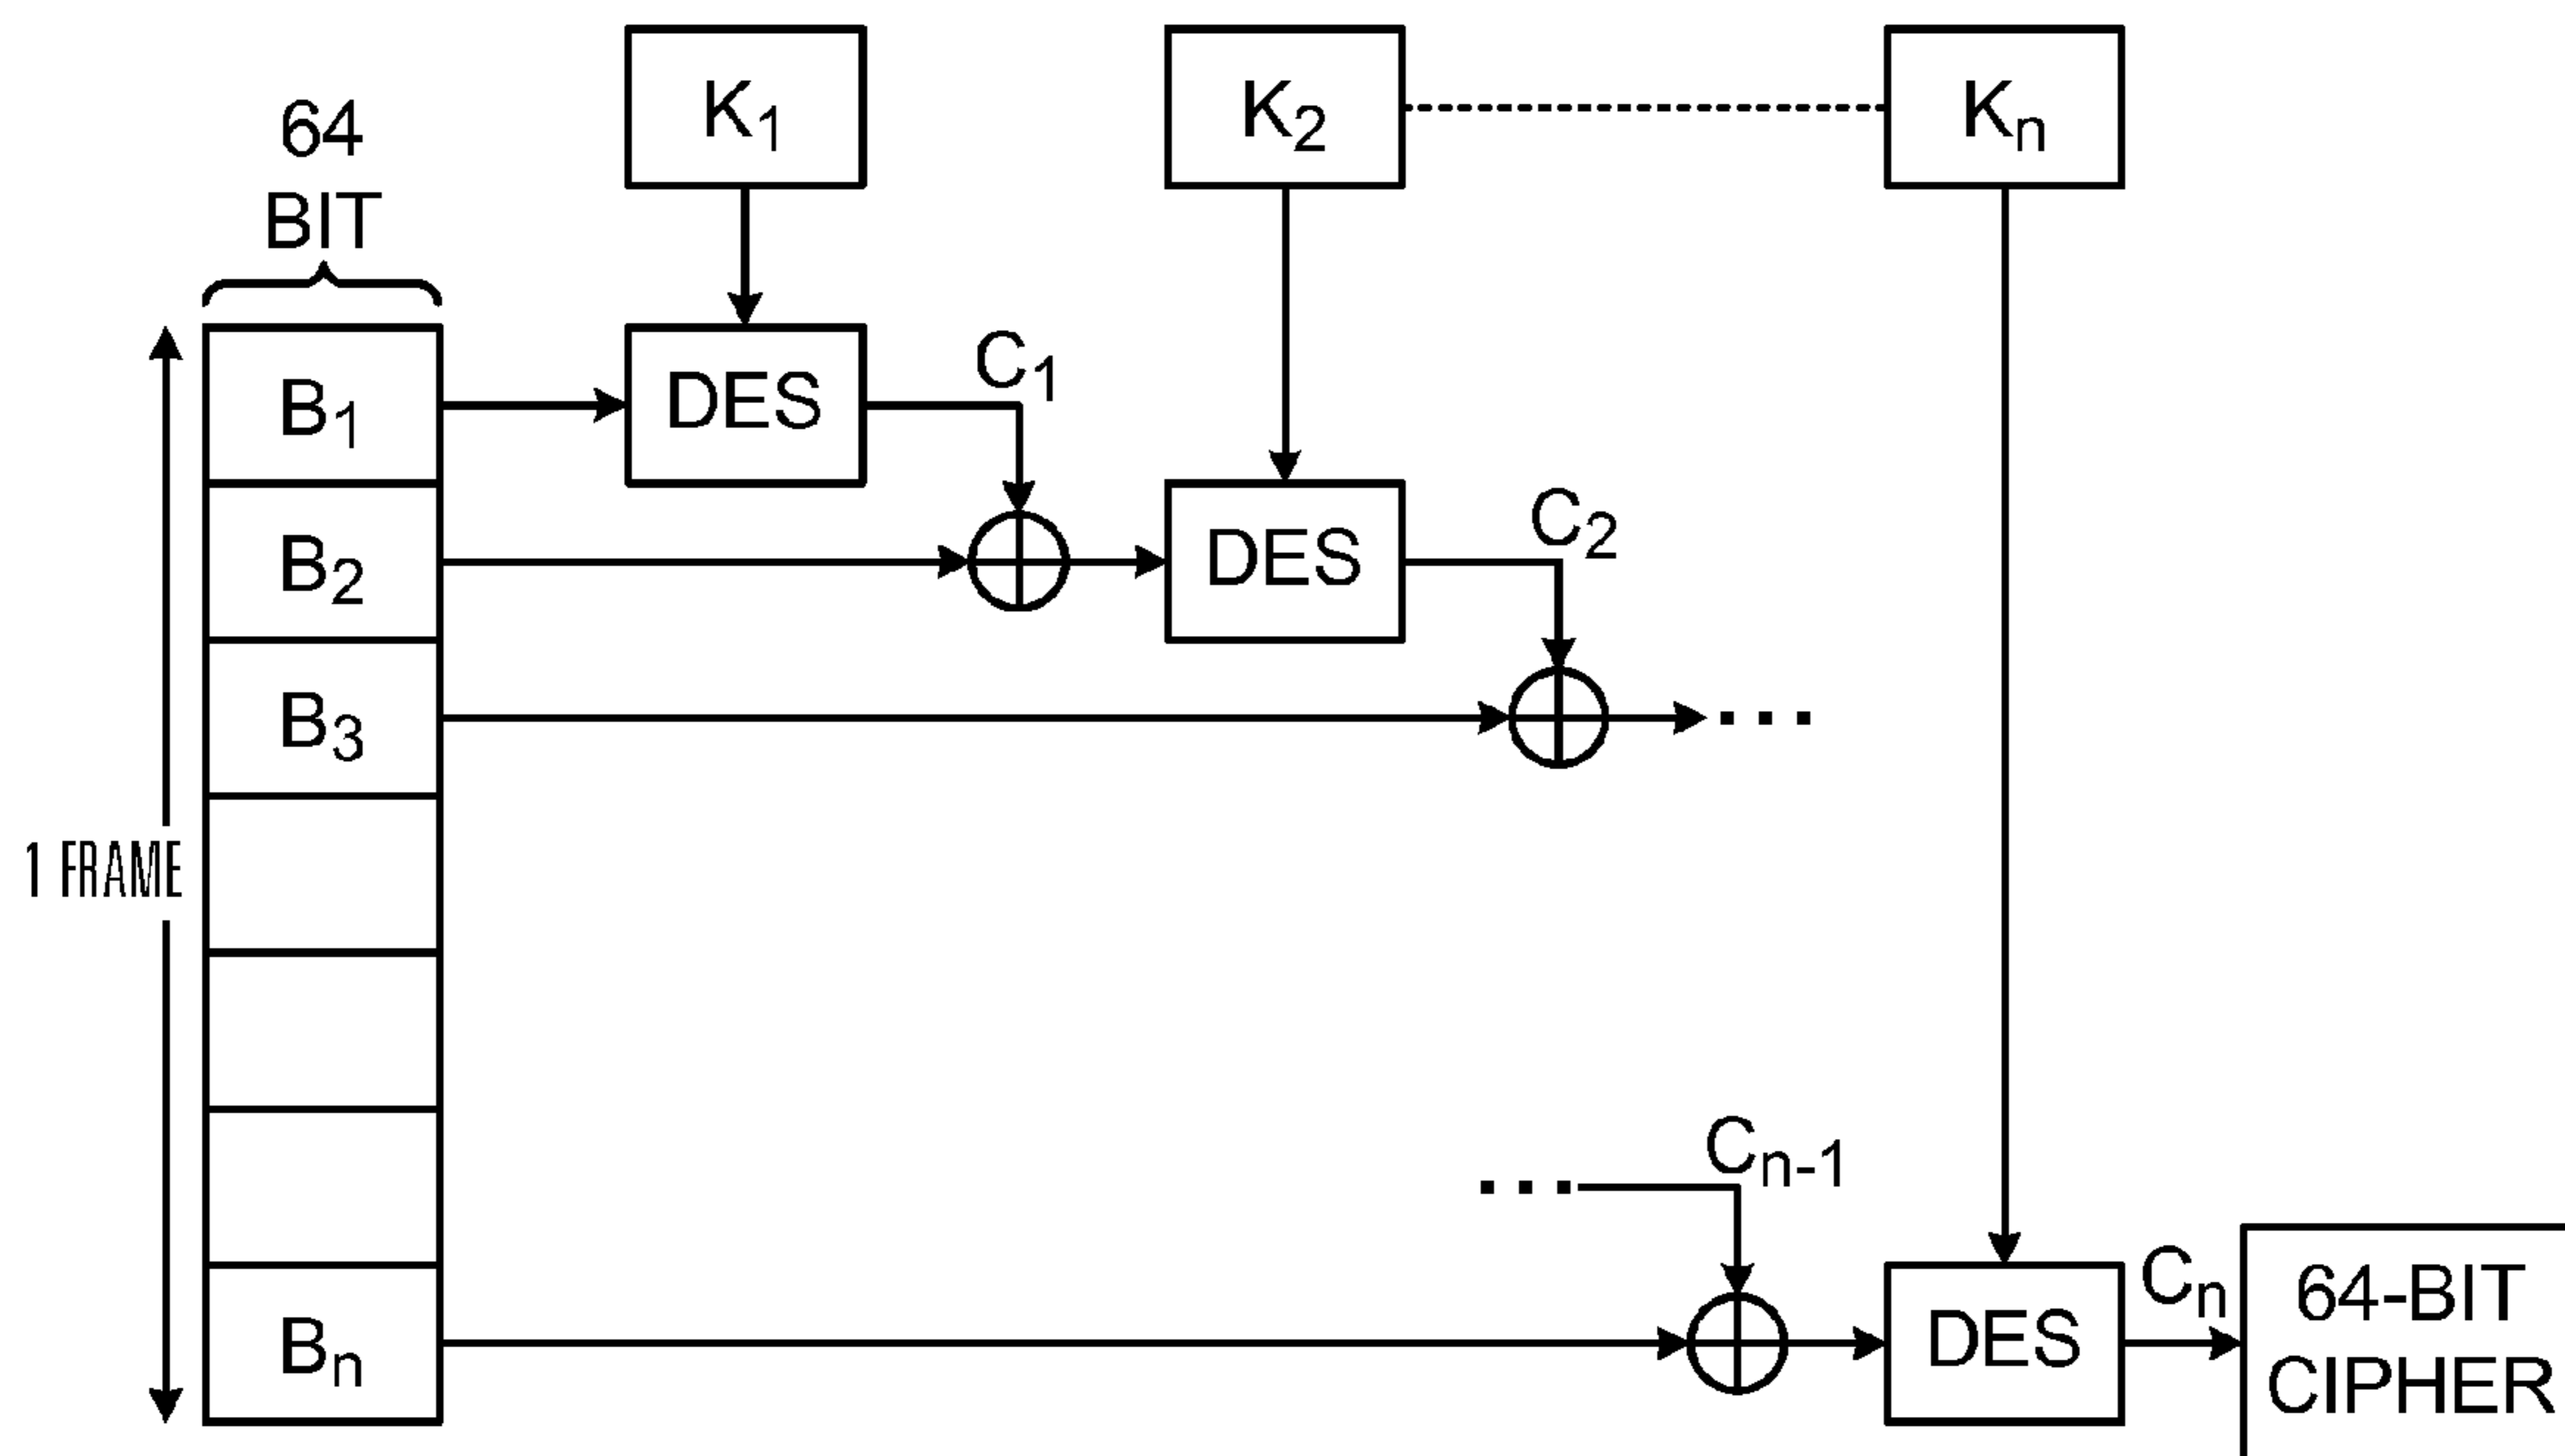 64
BIT
K1
K2
Kn
B1
DES
C1
B2
DES
C2
B3
1 FRAME
...
...
Cn-1
Bn
DES
Cn
64-BIT
CIPHER